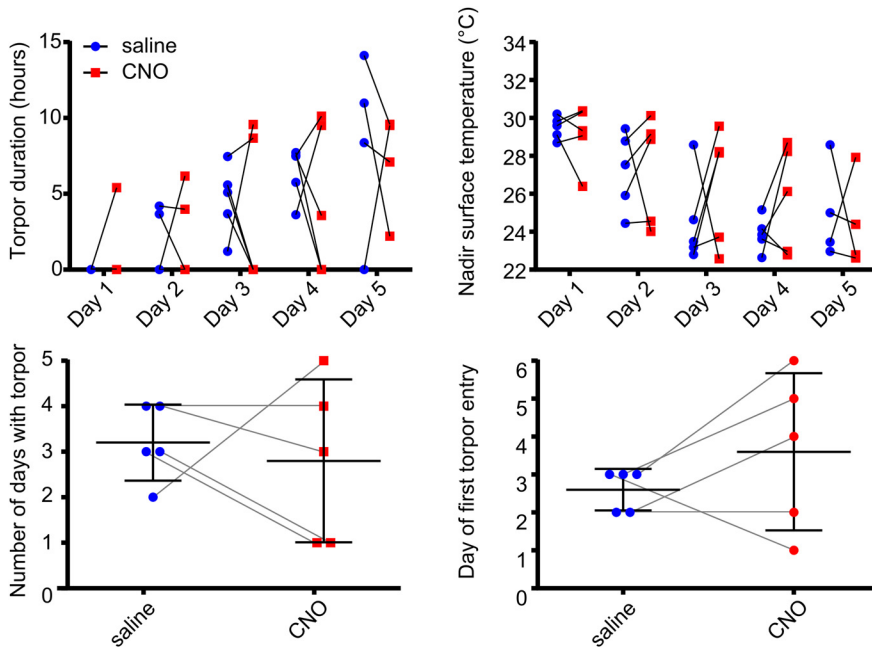 Torpor duration (hours)
15
10
5
0
saline
CNO
Day 1
Day 2
Day 3
Day 4
Day 5
Nadir surface temperature (°C)
34
32
30
28
26
24
22
Day 1
Day 2
Day 3
Day 4
Day 5
Number of days with torpor
5
4
3
2
1
0
saline
CNO
Day of first torpor entry
6
5
4
3
2
1
0
saline
CNO